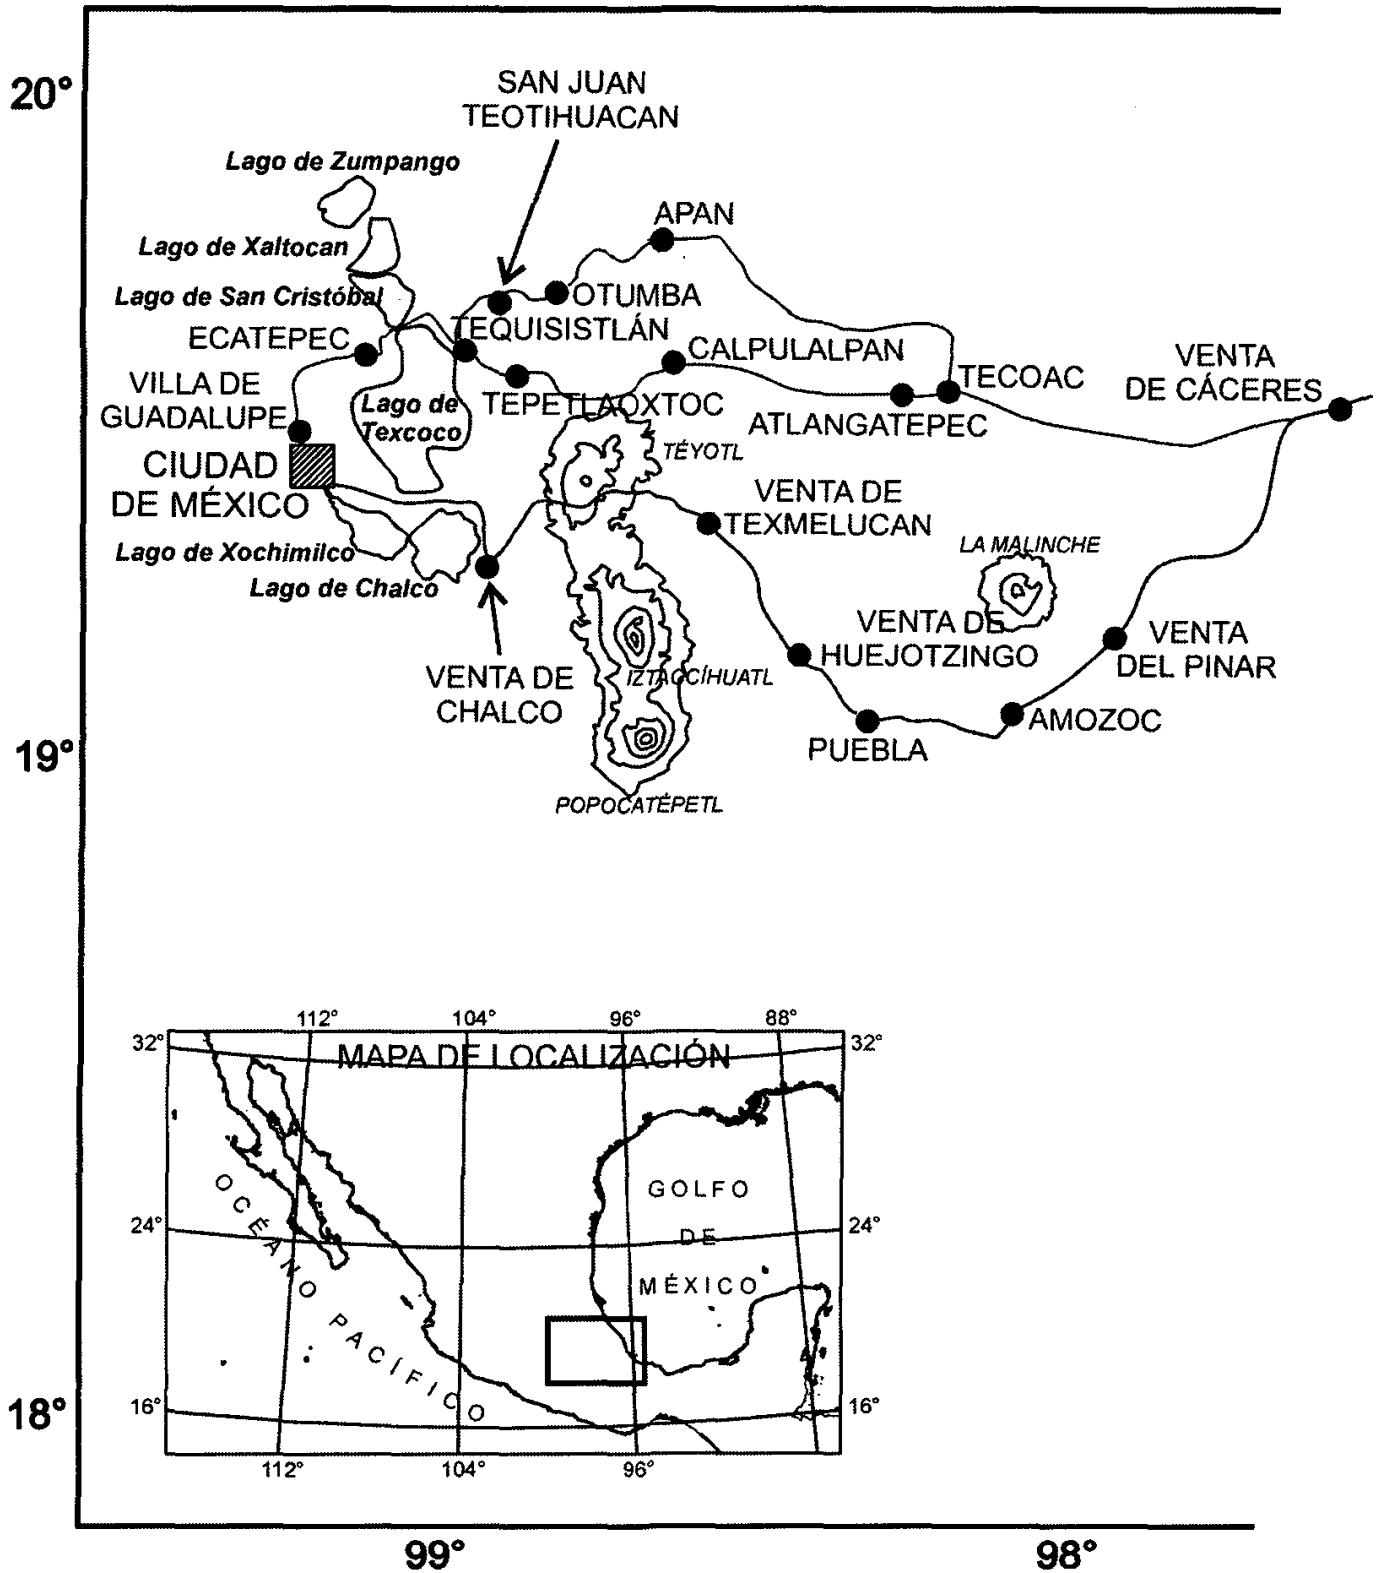 20°
SAN JUAN
TEOTIHUACAN
Lago de Zumpango
APAN
Lago de Xaltocan
Lago de San Cristóbal
OTUMBA
TEQUISISTLÁN
ECATEPEC
CALPULALPAN
VENTA
DE CÁCERES
VILLA DE
GUADALUPE
TECOAC
Lago de
Texcoco
TEPETLAOXTOC
ATLANGATEPEC
TÉYOTL
CIUDAD
DE MÉXICO
VENTA DE
TEXMELUCAN
Lago de Xochimilco
LA MALINCHE
Lago de Chalco
VENTA DE
HUEJOTZINGO
VENTA
DEL PINAR
VENTA DE
CHALCO
IZTACCÍHUATL
AMOZOC
PUEBLA
19°
POPOCATÉPETL
112°
104°
96°
88°
32°
MAPA DE LOCALIZACIÓN
32°
GOLFO
DE
MÉXICO
OCÉANO PACÍFICO
24°
24°
16°
16°
112°
104°
96°
18°
99°
98°